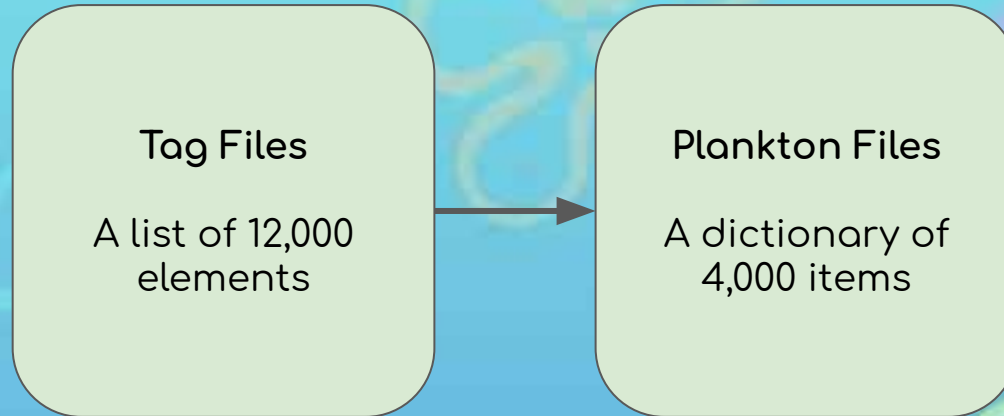 Tag Files
A list of 12,000
elements
Plankton Files
A dictionary of
4,000 items